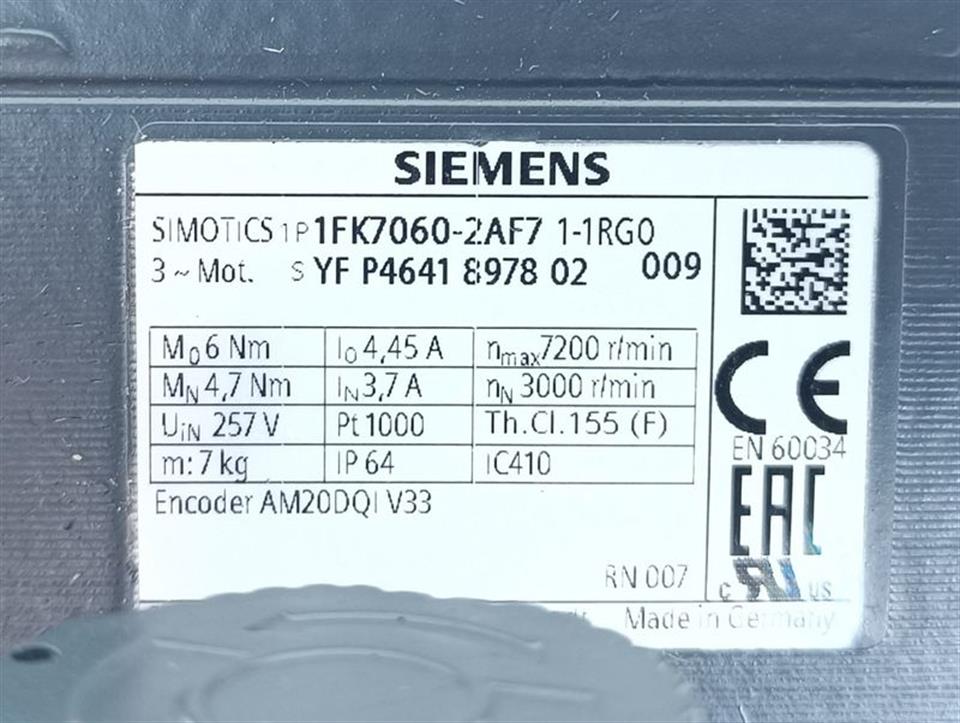 SIEMENS
SIMOTICS 1P 1FK7060-2AF7 1-1RG0
3 ~ Mot. S YF P4641 8978 02 009
M0 6 Nm I0 4,45 A nmax 7200 r/min
MN 4,7 Nm IN 3,7 A nN 3000 r/min
UiN 257 V Pt1000 Th.Cl.155 (F)
m: 7 kg IP 64 IC410
Encoder AM20DQI V33
CE
EN 60034
EAC
RN 007
c RU US
Made in Germany